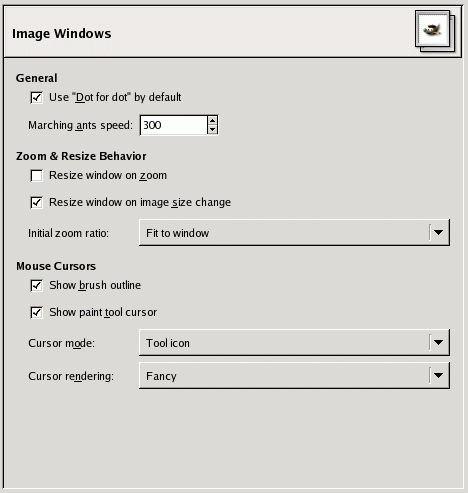 Image Windows
General
Use "Dot for dot" by default
Marching ants speed: 300
Zoom & Resize Behavior
Resize window on zoom
Resize window on image size change
Initial zoom ratio: Fit to window
Mouse Cursors
Show brush outline
Show paint tool cursor
Cursor mode: Tool icon
Cursor rendering: Fancy